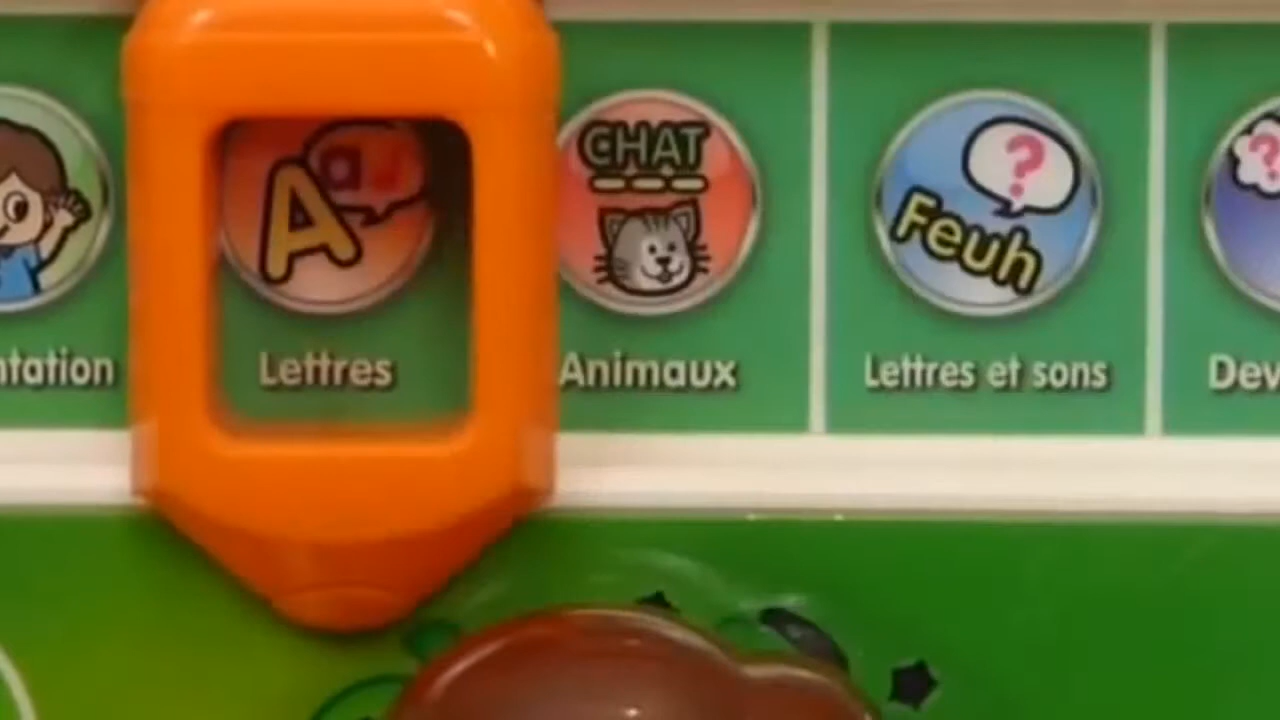 A
CHAT
?
Feuh
?
ntation
Lettres
Animaux
Lettres et sons
Dev